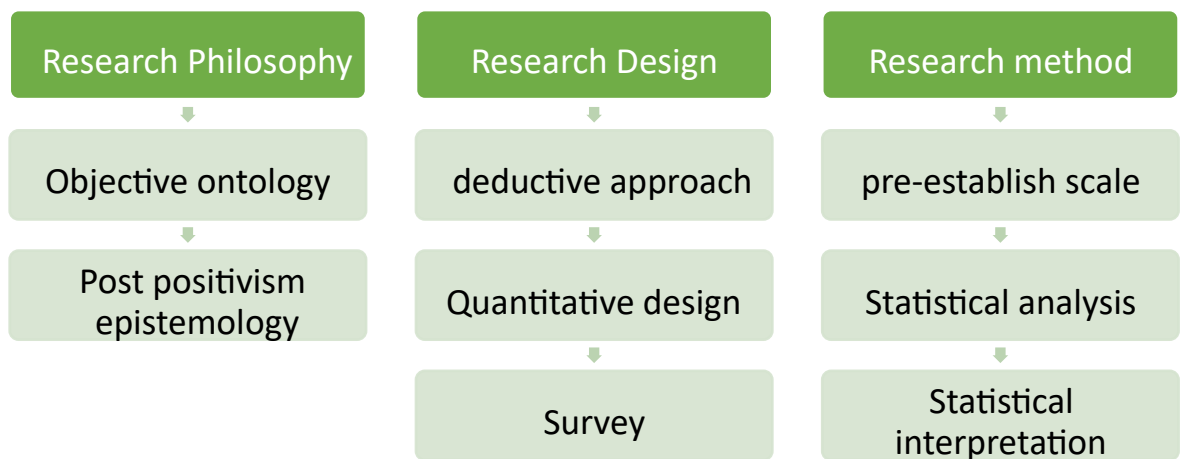 Research Philosophy
Objective ontology
Post positivism
epistemology
Research Design
deductive approach
Quantitative design
Survey
Research method
pre-establish scale
Statistical analysis
Statistical
interpretation